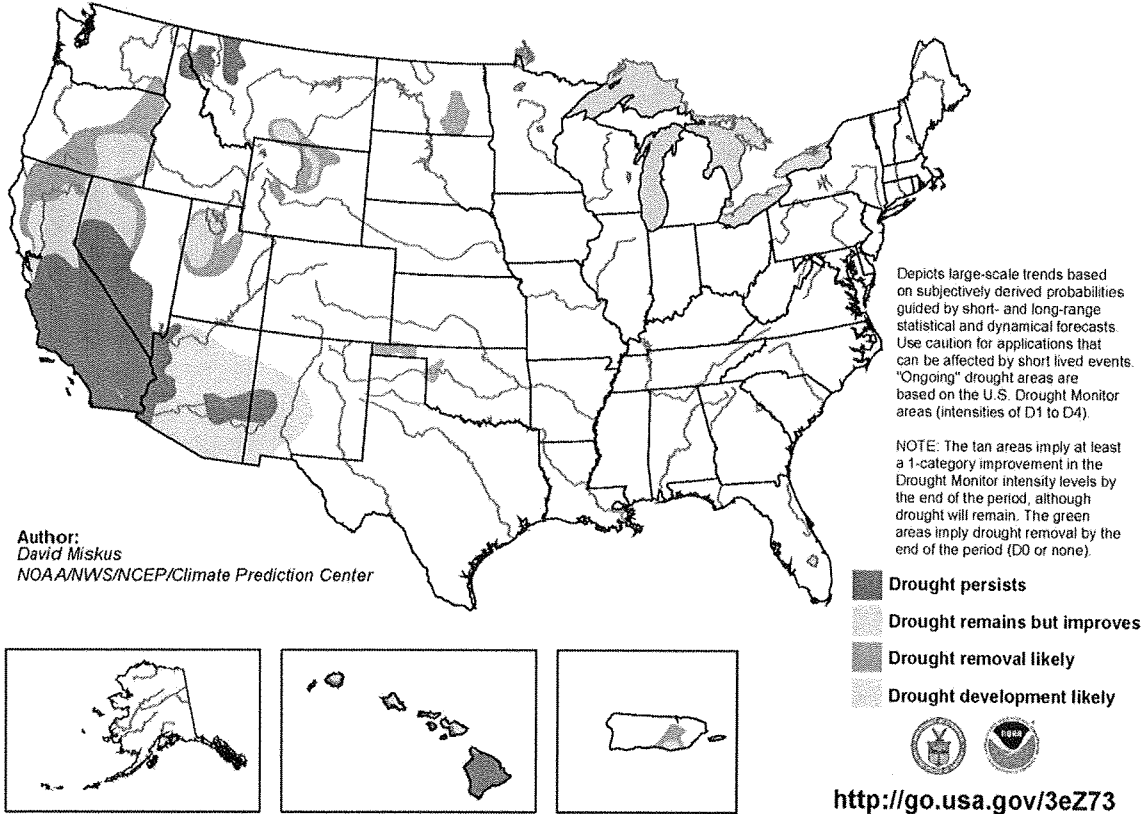 Depicts large-scale trends based
on subjectively derived probabilities
guided by short- and long-range
statistical and dynamical forecasts.
Use caution for applications that
can be affected by short lived events.
"Ongoing" drought areas are
based on the U.S. Drought Monitor
areas (intensities of D1 to D4).
NOTE: The tan areas imply at least
a 1-category improvement in the
Drought Monitor intensity levels by
the end of the period, although
drought will remain. The green
areas imply drought removal by the
end of the period (D0 or none).
Author:
David Miskus
NOAA/NWS/NCEP/Climate Prediction Center
Drought persists
Drought remains but improves
Drought removal likely
Drought development likely
NOAA
http://go.usa.gov/3eZ73